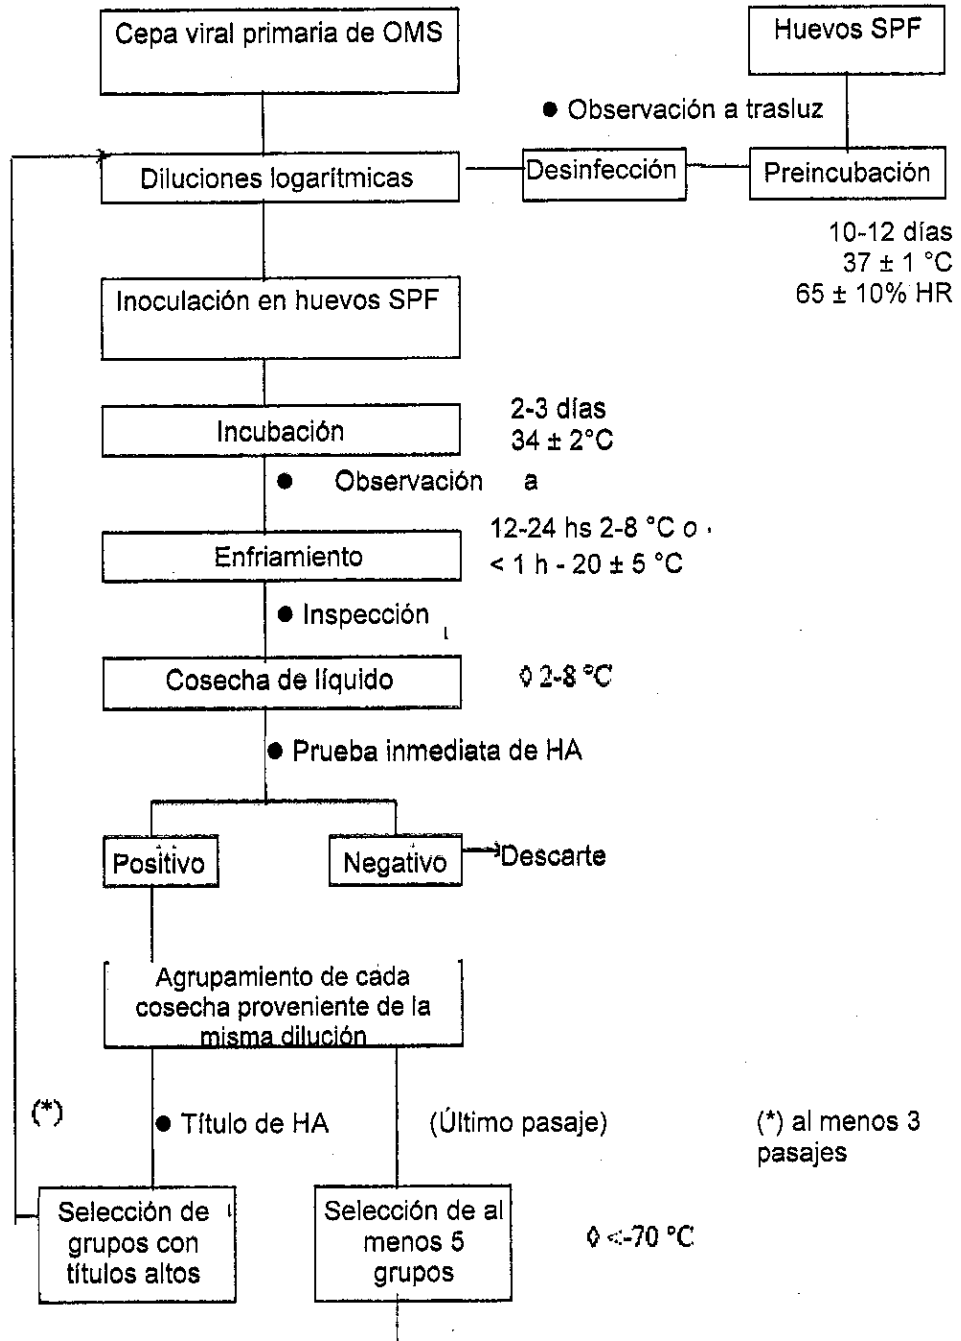 Cepa viral primaria de OMS
Huevos SPF
● Observación a trasluz
Diluciones logarítmicas
Desinfección
Preincubación
10-12 días
37 ± 1 °C
65 ± 10% HR
Inoculación en huevos SPF
Incubación
2-3 días
34 ± 2°C
● Observación a
Enfriamiento
12-24 hs 2-8 °C o
< 1 h - 20 ± 5 °C
● Inspección
Cosecha de líquido
◊ 2-8 °C
● Prueba inmediata de HA
Positivo
Negativo
Descarte
Agrupamiento de cada
cosecha proveniente de la
misma dilución
(*)
● Título de HA
(Último pasaje)
(*) al menos 3
pasajes
Selección de
grupos con
títulos altos
Selección de al
menos 5
grupos
◊ <-70 °C